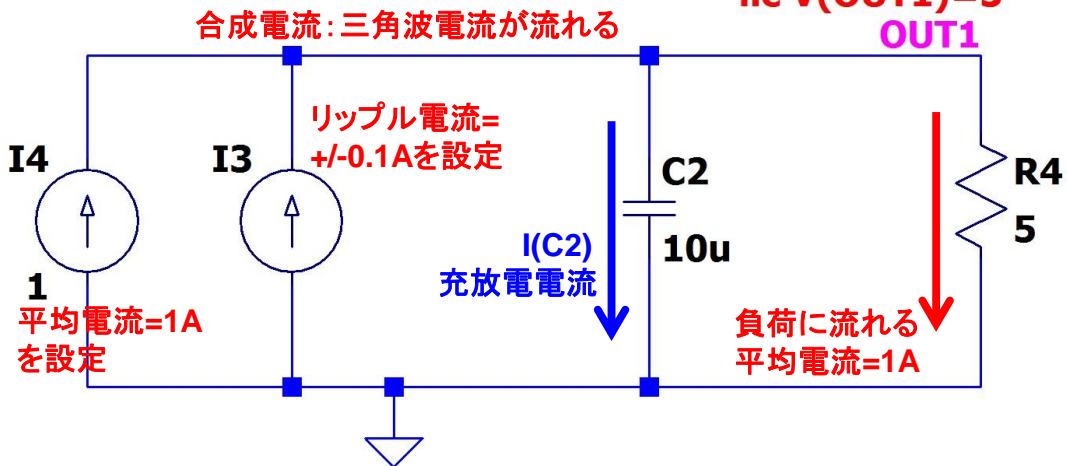 合成電流：三角波電流が流れる
OUT1
リップル電流=
+/-0.1Aを設定
I4
I3
C2
R4
1
10u
5
I(C2)
充放電電流
平均電流=1A
を設定
負荷に流れる
平均電流=1A